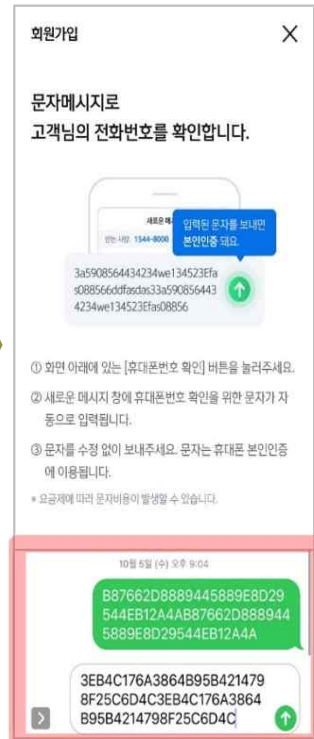 회원가입
문자메시지로
고객님의 전화번호를 확인합니다.
새로운 메시
받는사람 1544-8000
입력된 문자를 보내면
본인인증 돼요.
3a5908564434234we134523Efa
s088566ddfasdas33a590856443
4234we134523Efas08856
① 화면 아래에 있는 [휴대폰번호 확인] 버튼을 눌러주세요.
② 새로운 메시지 창에 휴대폰번호 확인을 위한 문자가 자
동으로 입력됩니다.
③ 문자를 수정 없이 보내주세요. 문자는 휴대폰 본인인증
에 이용됩니다.
* 요금제에 따라 문자비용이 발생할 수 있습니다.
10월 5일 (수) 오후 9:04
B87662D8889445889E8D29
544EB12A4AB87662D888944
5889E8D29544EB12A4A
3EB4C176A3864B95B421479
8F25C6D4C3EB4C176A3864
B95B4214798F25C6D4C